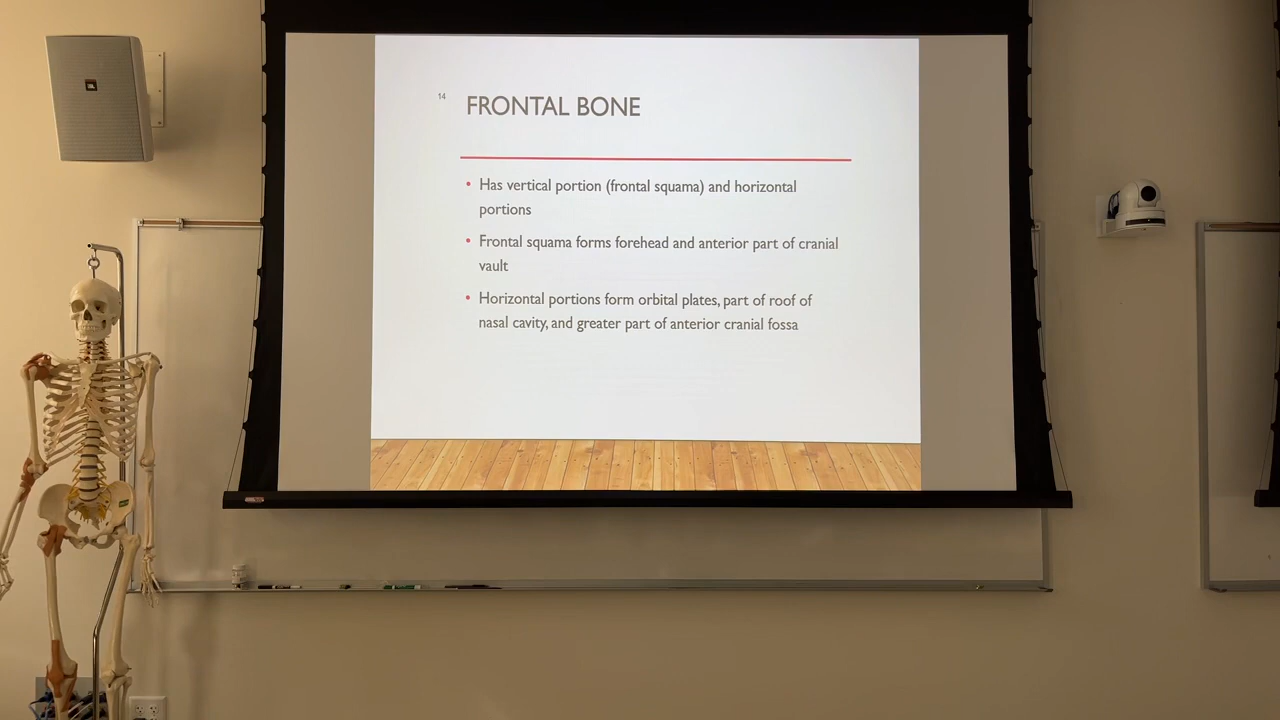 14
FRONTAL BONE
• Has vertical portion (frontal squama) and horizontal
portions
• Frontal squama forms forehead and anterior part of cranial
vault
• Horizontal portions form orbital plates, part of roof of
nasal cavity, and greater part of anterior cranial fossa
JBL